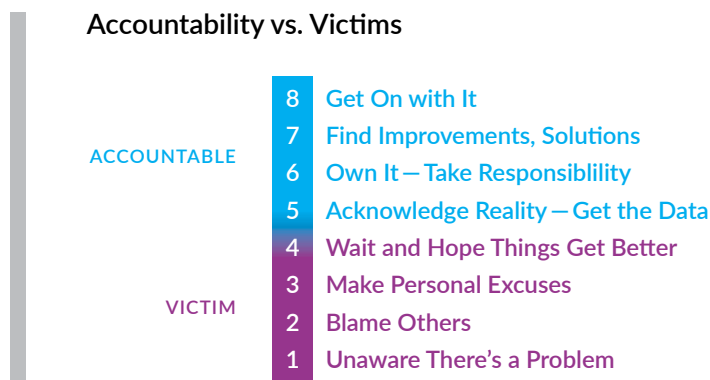 Accountability vs. Victims
8 Get On with It
7 Find Improvements, Solutions
ACCOUNTABLE
6 Own It — Take Responsiblility
5 Acknowledge Reality — Get the Data
4 Wait and Hope Things Get Better
3 Make Personal Excuses
VICTIM
2 Blame Others
1 Unaware There's a Problem